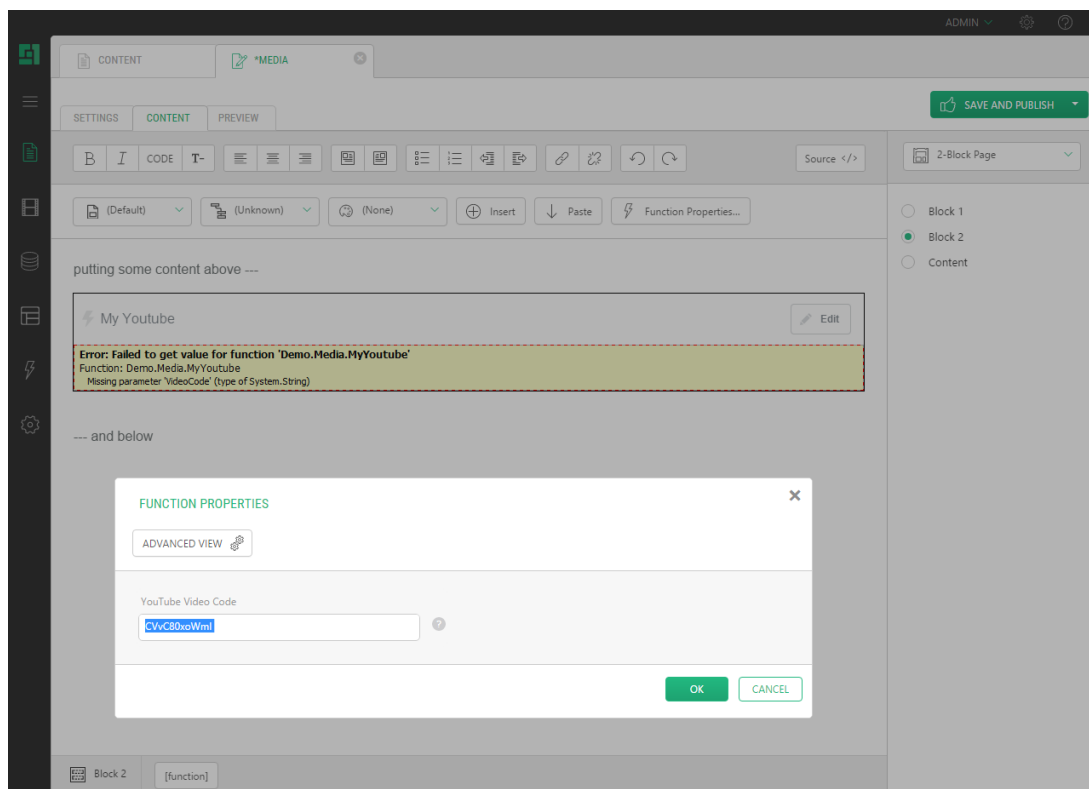 ADMIN
CONTENT
*MEDIA
SETTINGS
CONTENT
PREVIEW
SAVE AND PUBLISH
B I CODE T-
Source </>
2-Block Page
(Default)
(Unknown)
(None)
Insert
Paste
Function Properties...
Block 1
Block 2
Content
putting some content above ---
My Youtube
Edit
Error: Failed to get value for function 'Demo.Media.MyYoutube'
Function: Demo.Media.MyYoutube
Missing parameter 'VideoCode' (type of System.String)
--- and below
FUNCTION PROPERTIES
ADVANCED VIEW
YouTube Video Code
CVvC80xoWmI
OK
CANCEL
Block 2
[function]